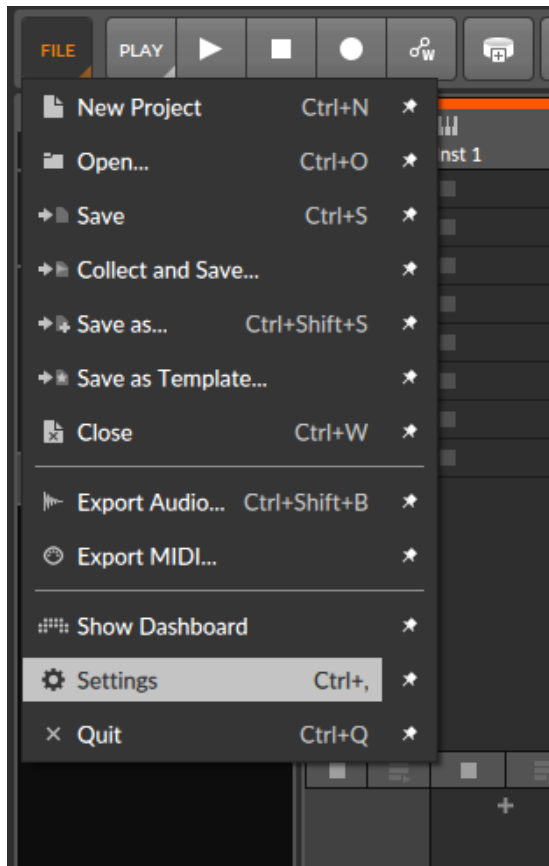 FILE PLAY W
New Project Ctrl+N
Inst 1
Open... Ctrl+O
Save Ctrl+S
Collect and Save...
Save as... Ctrl+Shift+S
Save as Template...
Close Ctrl+W
Export Audio... Ctrl+Shift+B
Export MIDI...
Show Dashboard
Settings Ctrl+,
Quit Ctrl+Q